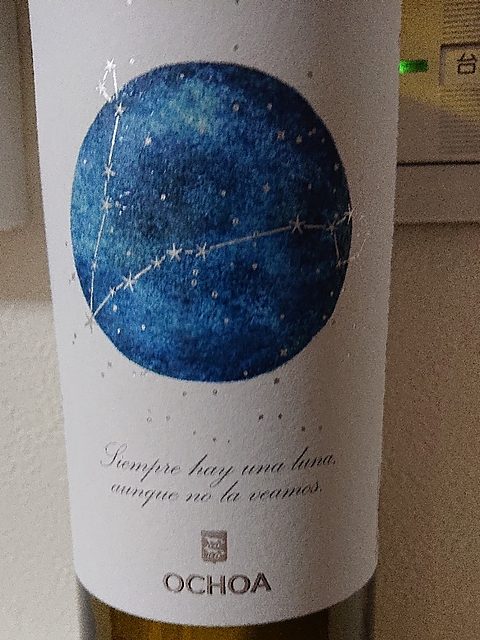 台
Siempre hay una luna,
aunque no la veamos.
OCHOA